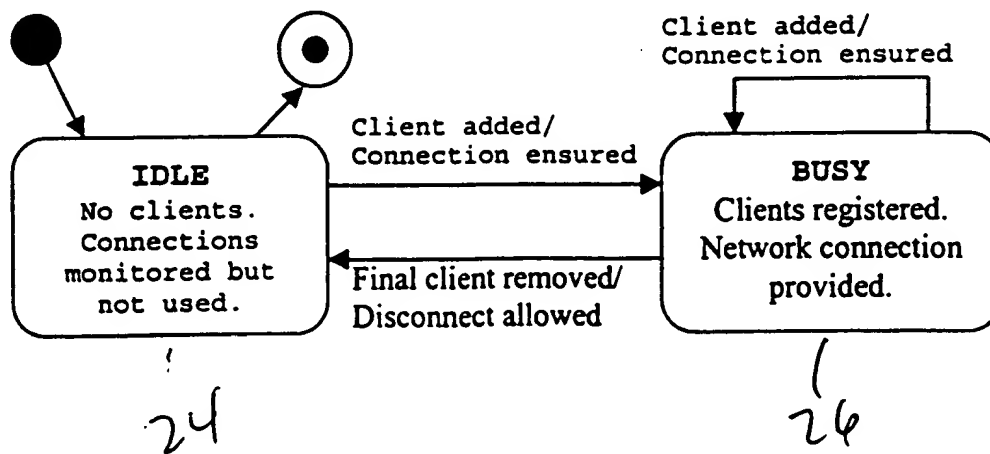 Client added/
Connection ensured
Client added/
Connection ensured
IDLE
No clients.
Connections
monitored but
not used.
BUSY
Clients registered.
Network connection
provided.
Final client removed/
Disconnect allowed
24
26